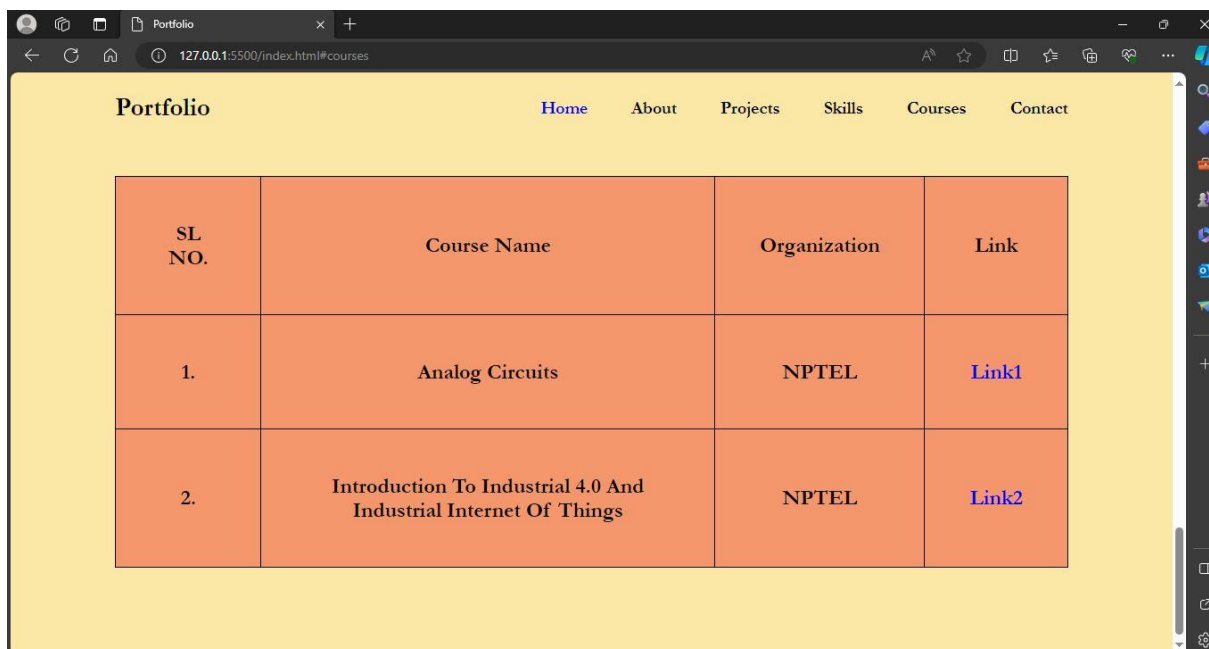 Portfolio
127.0.0.1:5500/index.html#courses
Portfolio Home About Projects Skills Courses Contact
SL
NO.
Course Name
Organization
Link
1.
Analog Circuits
NPTEL
Link1
2.
Introduction To Industrial 4.0 And
Industrial Internet Of Things
NPTEL
Link2